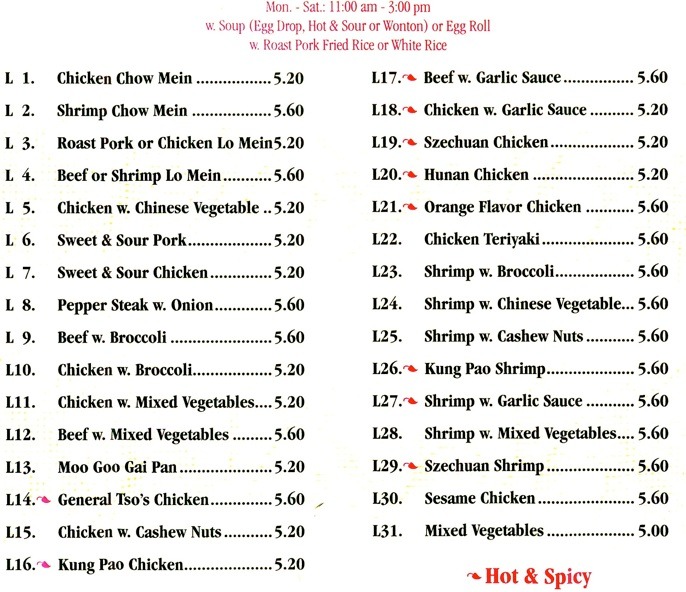 Mon. - Sat.: 11:00 am - 3:00 pm
w. Soup (Egg Drop, Hot & Sour or Wonton) or Egg Roll
w. Roast Pork Fried Rice or White Rice
L 1. Chicken Chow Mein ................. 5.20
L 2. Shrimp Chow Mein .................. 5.60
L 3. Roast Pork or Chicken Lo Mein5.20
L 4. Beef or Shrimp Lo Mein ........... 5.60
L 5. Chicken w. Chinese Vegetable .. 5.20
L 6. Sweet & Sour Pork................... 5.20
L 7. Sweet & Sour Chicken .............. 5.20
L 8. Pepper Steak w. Onion............. 5.60
L 9. Beef w. Broccoli ....................... 5.60
L10. Chicken w. Broccoli.................. 5.20
L11. Chicken w. Mixed Vegetables.... 5.20
L12. Beef w. Mixed Vegetables ......... 5.60
L13. Moo Goo Gai Pan ..................... 5.20
L14. General Tso's Chicken.............. 5.60
L15. Chicken w. Cashew Nuts ........... 5.20
L16. Kung Pao Chicken.................... 5.20
L17. Beef w. Garlic Sauce................ 5.60
L18. Chicken w. Garlic Sauce .......... 5.20
L19. Szechuan Chicken................... 5.20
L20. Hunan Chicken ....................... 5.20
L21. Orange Flavor Chicken ........... 5.60
L22. Chicken Teriyaki ..................... 5.60
L23. Shrimp w. Broccoli.................. 5.60
L24. Shrimp w. Chinese Vegetable... 5.60
L25. Shrimp w. Cashew Nuts ........... 5.60
L26. Kung Pao Shrimp.................... 5.60
L27. Shrimp w. Garlic Sauce ............ 5.60
L28. Shrimp w. Mixed Vegetables.... 5.60
L29. Szechuan Shrimp .................... 5.60
L30. Sesame Chicken ...................... 5.60
L31. Mixed Vegetables .................... 5.00
Hot & Spicy